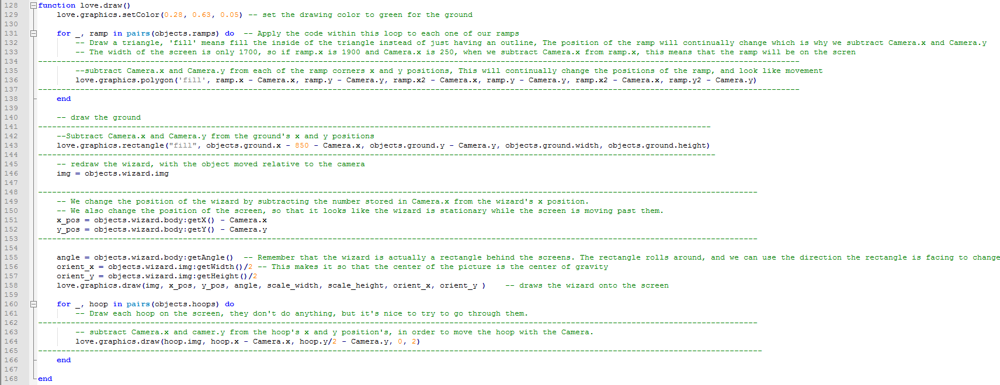 128 function love.draw()
129 love.graphics.setColor(0.28, 0.63, 0.05) -- set the drawing color to green for the ground
130
131 for _, ramp in pairs(objects.ramps) do -- Apply the code within this loop to each one of our ramps
132 -- Draw a triangle, 'fill' means fill the inside of the triangle instead of just having an outline, The position of the ramp will continually change which is why we subtract Camera.x and Camera.y
133 -- The width of the screen is only 1700, so if ramp.x is 1900 and Camera.x is 250, when we subtract Camera.x from ramp.x, this means that the ramp will be on the scren
134
135 --subtract Camera.x and Camera.y from each of the ramp corners x and y positions, This will continually change the positions of the ramp, and look like movement
136 love.graphics.polygon('fill', ramp.x - Camera.x, ramp.y - Camera.y, ramp.x2 - Camera.x, ramp.y - Camera.y, ramp.x2 - Camera.x, ramp.y2 - Camera.y)
137
138 end
139
140 -- draw the ground
141
142 --Subtract Camera.x and Camera.y from the ground's x and y positions
143 love.graphics.rectangle("fill", objects.ground.x - 850 - Camera.x, objects.ground.y - Camera.y, objects.ground.width, objects.ground.height)
144
145 -- redraw the wizard, with the object moved relative to the camera
146 img = objects.wizard.img
147
148
149 -- We change the position of the wizard by subtracting the number stored in Camera.x from the wizard's x position.
150 -- We also change the position of the screen, so that it looks like the wizard is stationary while the screen is moving past them.
151 x_pos = objects.wizard.body:getX() - Camera.x
152 y_pos = objects.wizard.body:getY() - Camera.y
153
154
155 angle = objects.wizard.body:getAngle() -- Remember that the wizard is actually a rectangle behind the screens. The rectangle rolls around, and we can use the direction the rectangle is facing to change
156 orient_x = objects.wizard.img:getWidth()/2 -- This makes it so that the center of the picture is the center of gravity
157 orient_y = objects.wizard.img:getHeight()/2
158 love.graphics.draw(img, x_pos, y_pos, angle, scale_width, scale_height, orient_x, orient_y ) -- draws the wizard onto the screen
159
160 for _, hoop in pairs(objects.hoops) do
161 -- Draw each hoop on the screen, they don't do anything, but it's nice to try to go through them.
162
163 -- subtract Camera.x and camer.y from the hoop's x and y position's, in order to move the hoop with the Camera.
164 love.graphics.draw(hoop.img, hoop.x - Camera.x, hoop.y/2 - Camera.y, 0, 2)
165
166 end
167
168 end